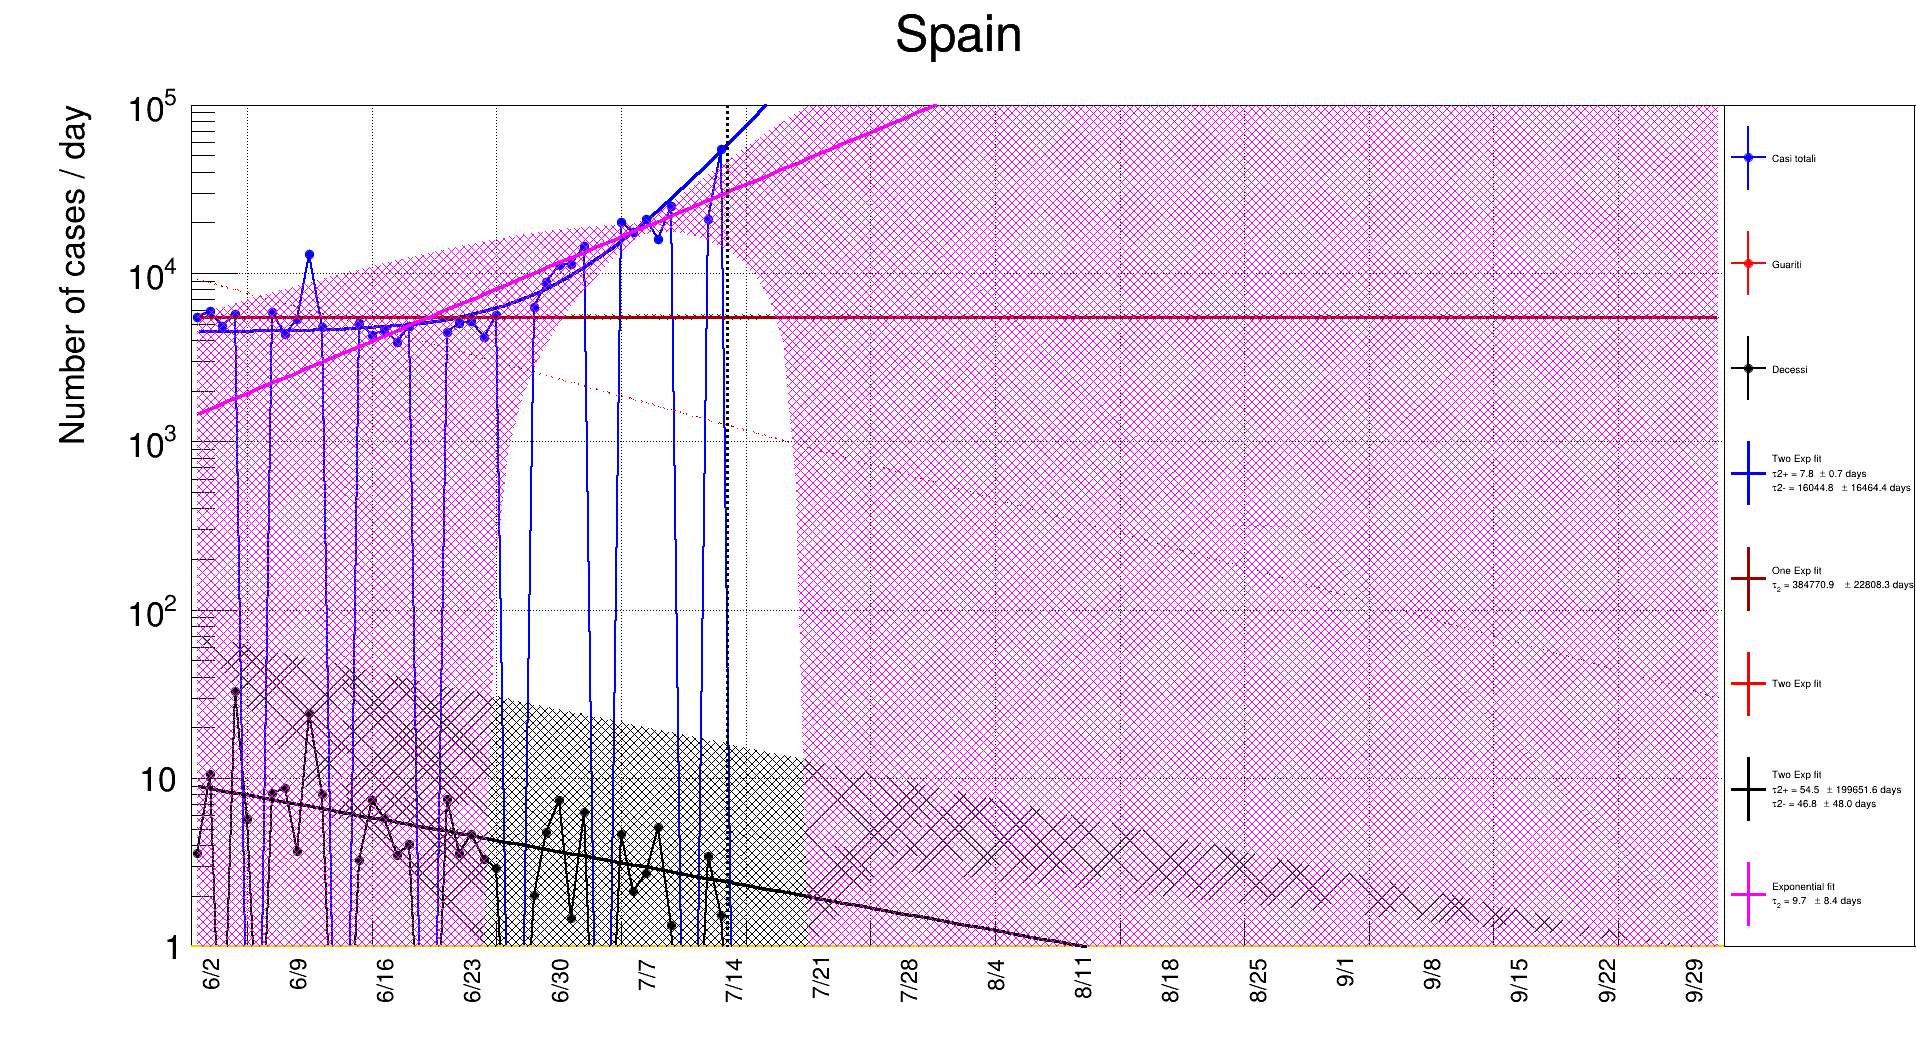 Spain
Number of cases / day
10^5
10^4
10^3
10^2
10
1
6/2 6/9 6/16 6/23 6/30 7/7 7/14 7/21 7/28 8/4 8/11 8/18 8/25 9/1 9/8 9/15 9/22 9/29
Casi totali
Guariti
Decessi
Two Exp fit
τ2+ = 7.8 ± 0.7 days
τ2- = 16044.8 ± 16464.4 days
One Exp fit
τ₂ = 384770.9 ± 22808.3 days
Two Exp fit
Two Exp fit
τ2+ = 54.5 ± 199651.6 days
τ2- = 46.8 ± 48.0 days
Exponential fit
τ₂ = 9.7 ± 8.4 days